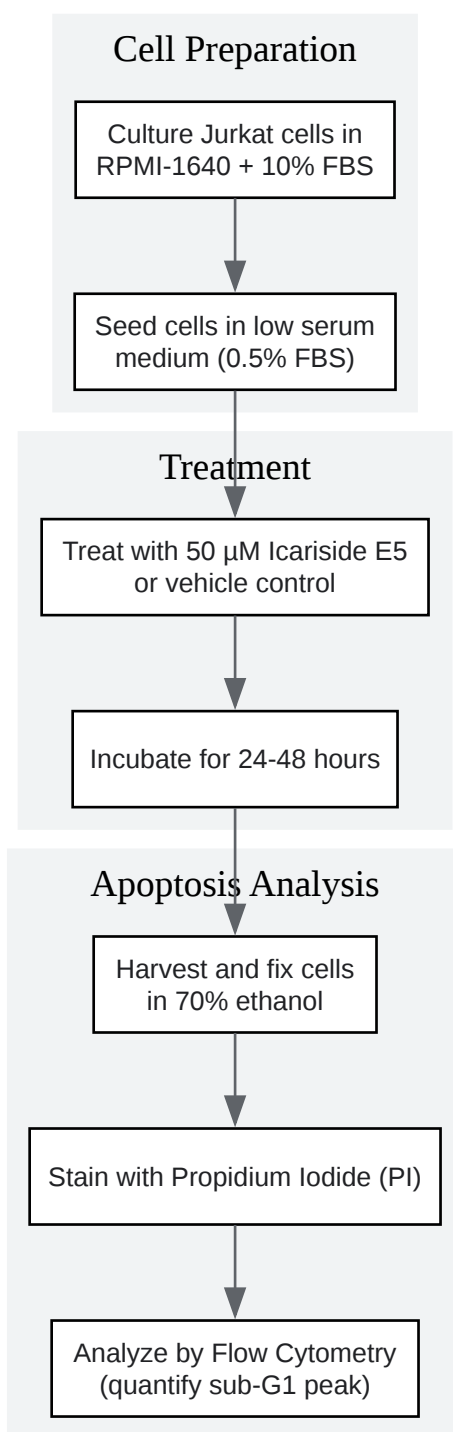 Cell Preparation
Culture Jurkat cells in
RPMI-1640 + 10% FBS
Seed cells in low serum
medium (0.5% FBS)
Treatment
Treat with 50 µM Icariside E5
or vehicle control
Incubate for 24-48 hours
Apoptosis Analysis
Harvest and fix cells
in 70% ethanol
Stain with Propidium Iodide (PI)
Analyze by Flow Cytometry
(quantify sub-G1 peak)